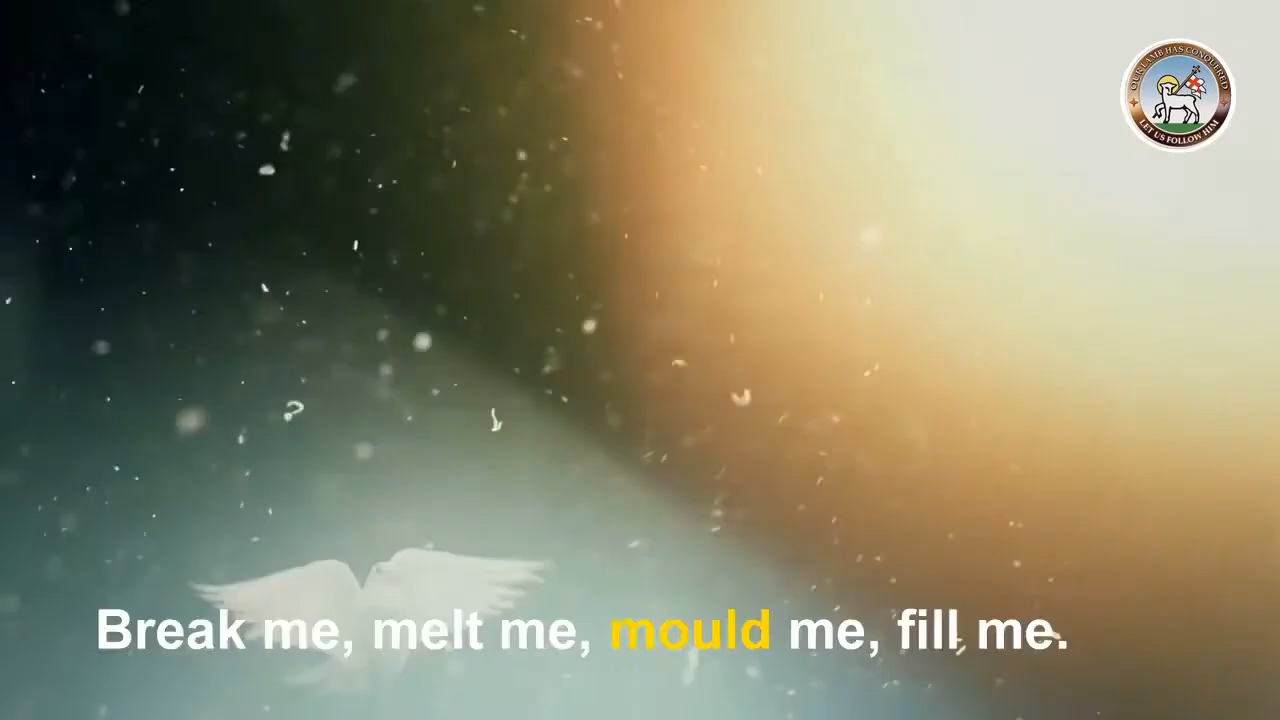 OUR LAMB HAS CONQUERED
LET US FOLLOW HIM
Break me, melt me, mould me, fill me.